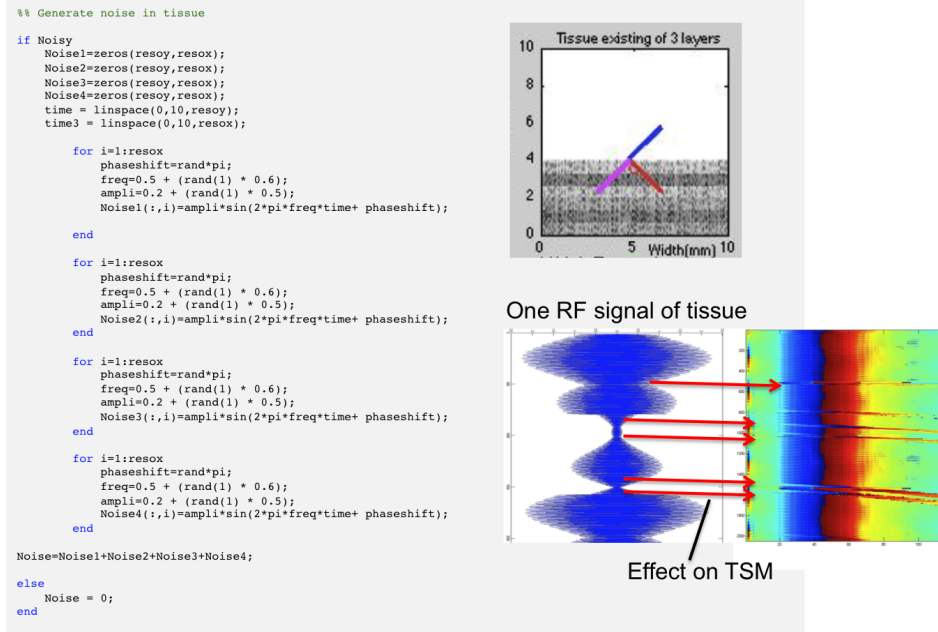 %% Generate noise in tissue
if Noisy
Noise1=zeros(resoy,resox);
Noise2=zeros(resoy,resox);
Noise3=zeros(resoy,resox);
Noise4=zeros(resoy,resox);
time = linspace(0,10,resoy);
time3 = linspace(0,10,resox);
for i=1:resox
phaseshift=rand*pi;
freq=0.5 + (rand(1) * 0.6);
ampli=0.2 + (rand(1) * 0.5);
Noise1(:,i)=ampli*sin(2*pi*freq*time+ phaseshift);
end
for i=1:resox
phaseshift=rand*pi;
freq=0.5 + (rand(1) * 0.6);
ampli=0.2 + (rand(1) * 0.5);
Noise2(:,i)=ampli*sin(2*pi*freq*time+ phaseshift);
end
for i=1:resox
phaseshift=rand*pi;
freq=0.5 + (rand(1) * 0.6);
ampli=0.2 + (rand(1) * 0.5);
Noise3(:,i)=ampli*sin(2*pi*freq*time+ phaseshift);
end
for i=1:resox
phaseshift=rand*pi;
freq=0.5 + (rand(1) * 0.6);
ampli=0.2 + (rand(1) * 0.5);
Noise4(:,i)=ampli*sin(2*pi*freq*time+ phaseshift);
end
Noise=Noise1+Noise2+Noise3+Noise4;
else
Noise = 0;
end
Tissue existing of 3 layers
10
8
6
4
2
0
0 5 Width(mm) 10
One RF signal of tissue
Effect on TSM